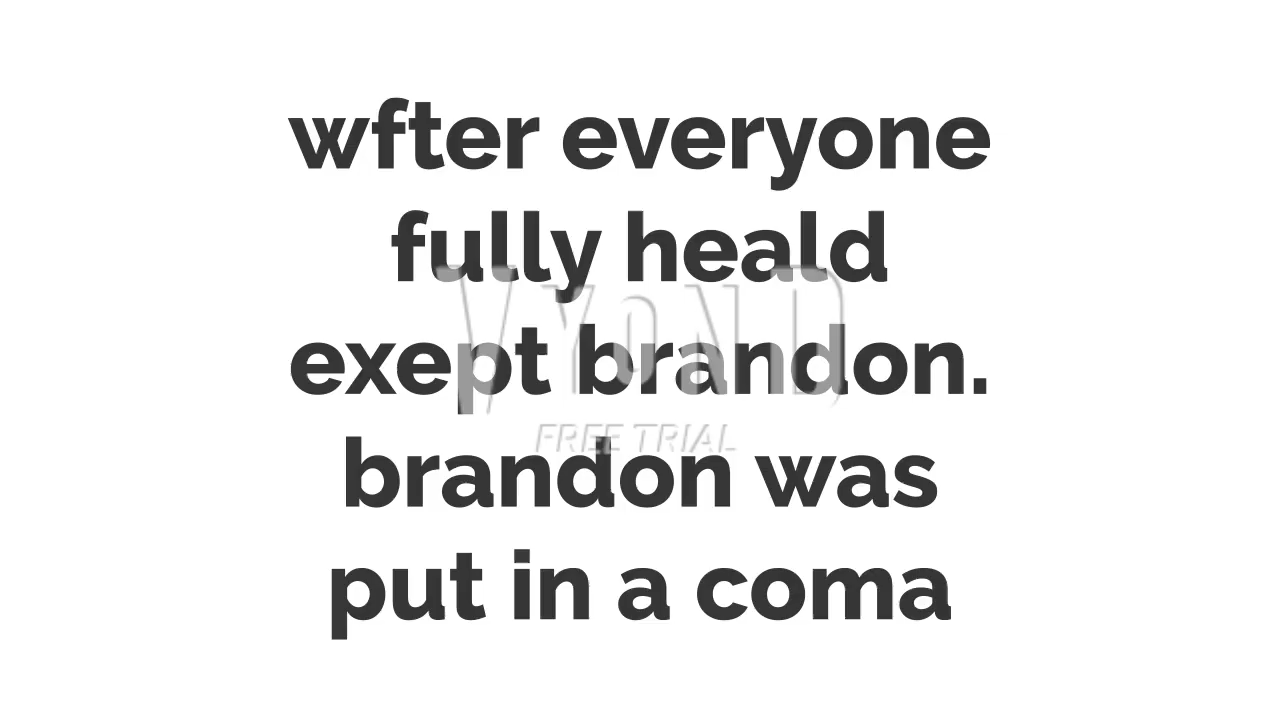 wfter everyone
fully heald
exept brandon.
brandon was
put in a coma
VYOND
FREE TRIAL